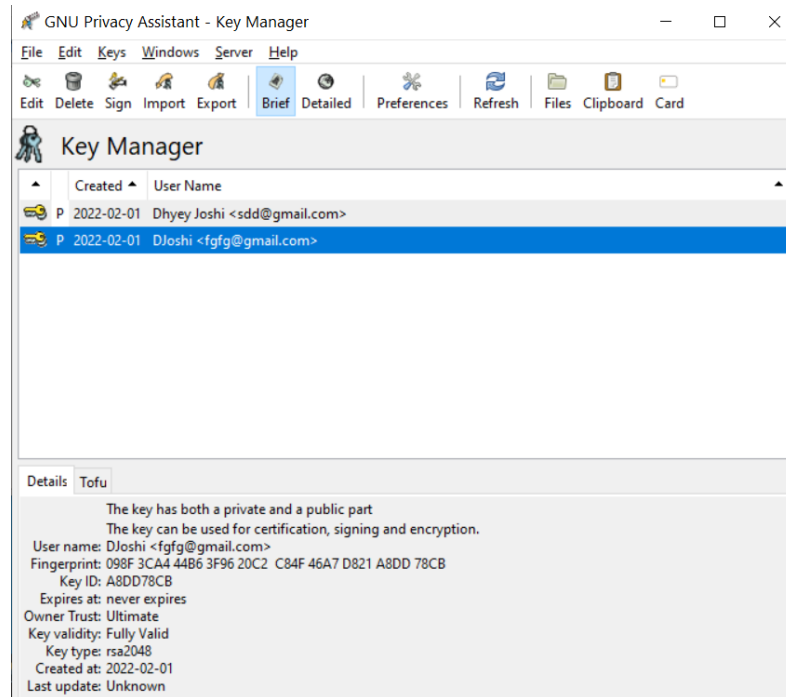 GNU Privacy Assistant - Key Manager
File Edit Keys Windows Server Help
Edit Delete Sign Import Export Brief Detailed Preferences Refresh Files Clipboard Card
Key Manager
Created User Name
P 2022-02-01 Dhyey Joshi <sdd@gmail.com>
P 2022-02-01 DJoshi <fgfg@gmail.com>
Details Tofu
The key has both a private and a public part
The key can be used for certification, signing and encryption.
User name: DJoshi <fgfg@gmail.com>
Fingerprint: 098F 3CA4 44B6 3F96 20C2 C84F 46A7 D821 A8DD 78CB
Key ID: A8DD78CB
Expires at: never expires
Owner Trust: Ultimate
Key validity: Fully Valid
Key type: rsa2048
Created at: 2022-02-01
Last update: Unknown